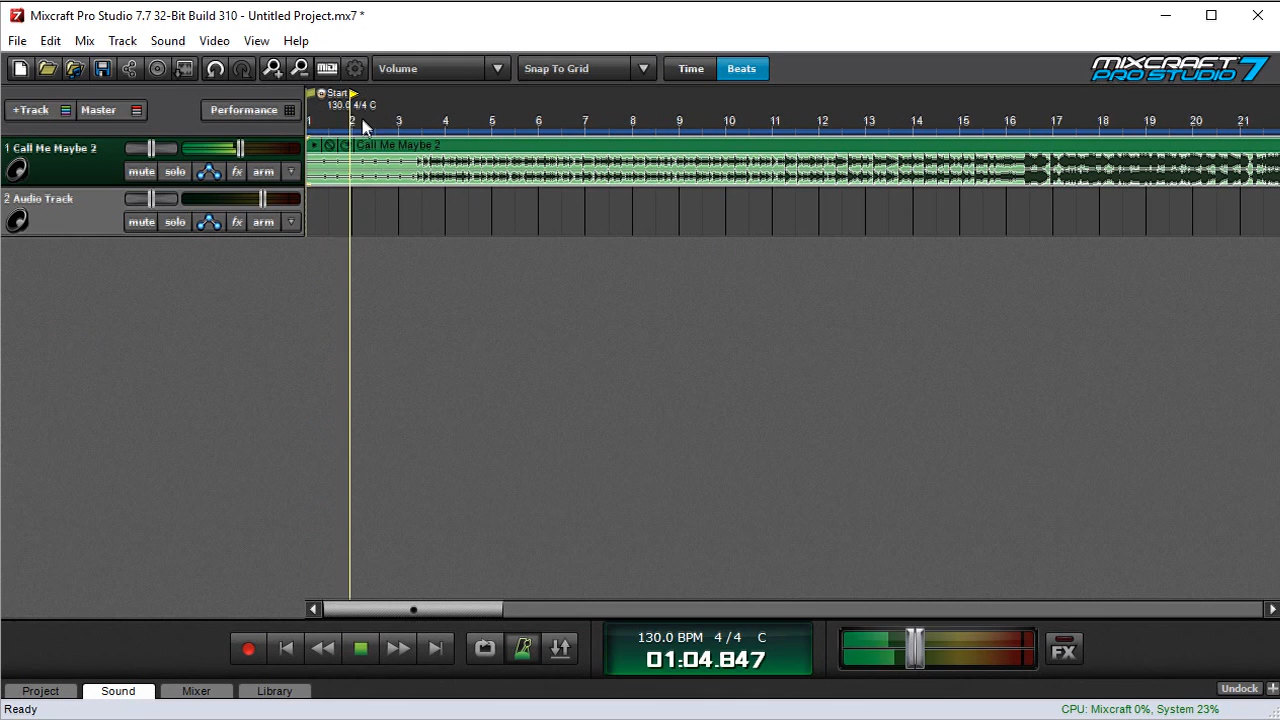 Mixcraft Pro Studio 7.7 32-Bit Build 310 - Untitled Project.mx7 *
File Edit Mix Track Sound Video View Help
Volume Snap To Grid Time Beats MIXCRAFT 7
PRO STUDIO
+Track Master Performance
Start
130.0 4/4 C
1 2 3 4 5 6 7 8 9 10 11 12 13 14 15 16 17 18 19 20 21
1 Call Me Maybe 2
Call Me Maybe 2
mute solo fx arm
2 Audio Track
mute solo fx arm
130.0 BPM 4 / 4 C
01:04.847
FX
Project Sound Mixer Library Undock
Ready CPU: Mixcraft 0%, System 23%